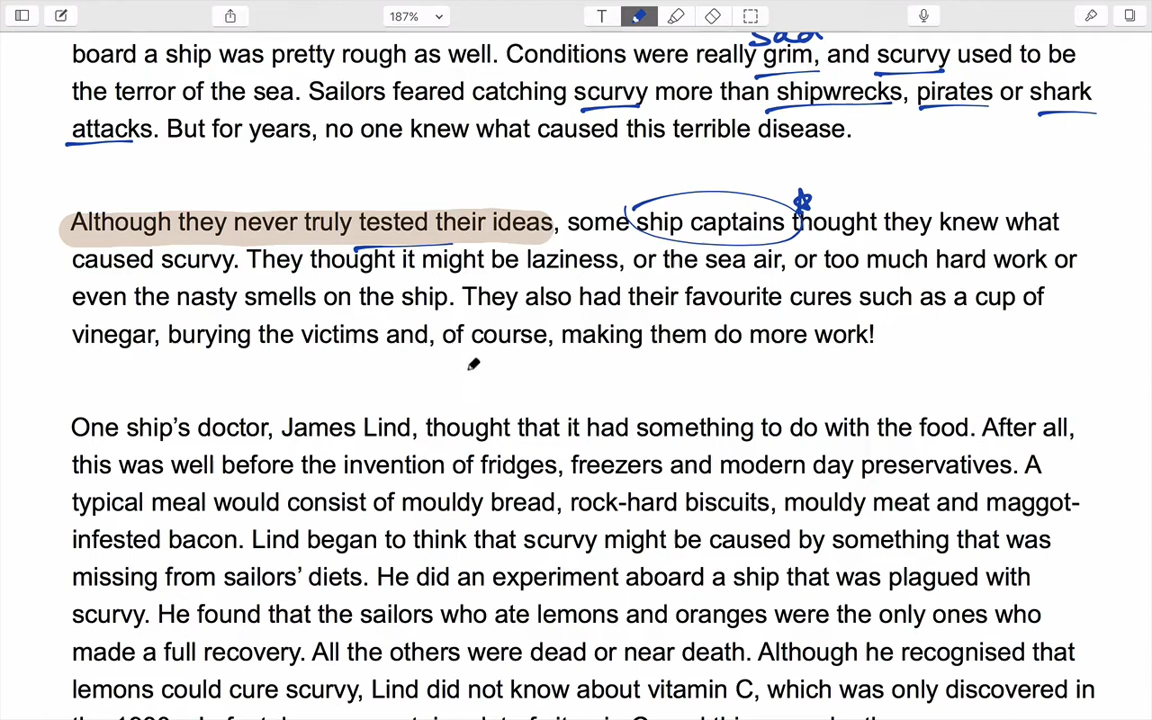 187%
T
sad
board a ship was pretty rough as well. Conditions were really grim, and scurvy used to be
the terror of the sea. Sailors feared catching scurvy more than shipwrecks, pirates or shark
attacks. But for years, no one knew what caused this terrible disease.
Although they never truly tested their ideas, some ship captains thought they knew what
caused scurvy. They thought it might be laziness, or the sea air, or too much hard work or
even the nasty smells on the ship. They also had their favourite cures such as a cup of
vinegar, burying the victims and, of course, making them do more work!
One ship’s doctor, James Lind, thought that it had something to do with the food. After all,
this was well before the invention of fridges, freezers and modern day preservatives. A
typical meal would consist of mouldy bread, rock-hard biscuits, mouldy meat and maggot-
infested bacon. Lind began to think that scurvy might be caused by something that was
missing from sailors’ diets. He did an experiment aboard a ship that was plagued with
scurvy. He found that the sailors who ate lemons and oranges were the only ones who
made a full recovery. All the others were dead or near death. Although he recognised that
lemons could cure scurvy, Lind did not know about vitamin C, which was only discovered in